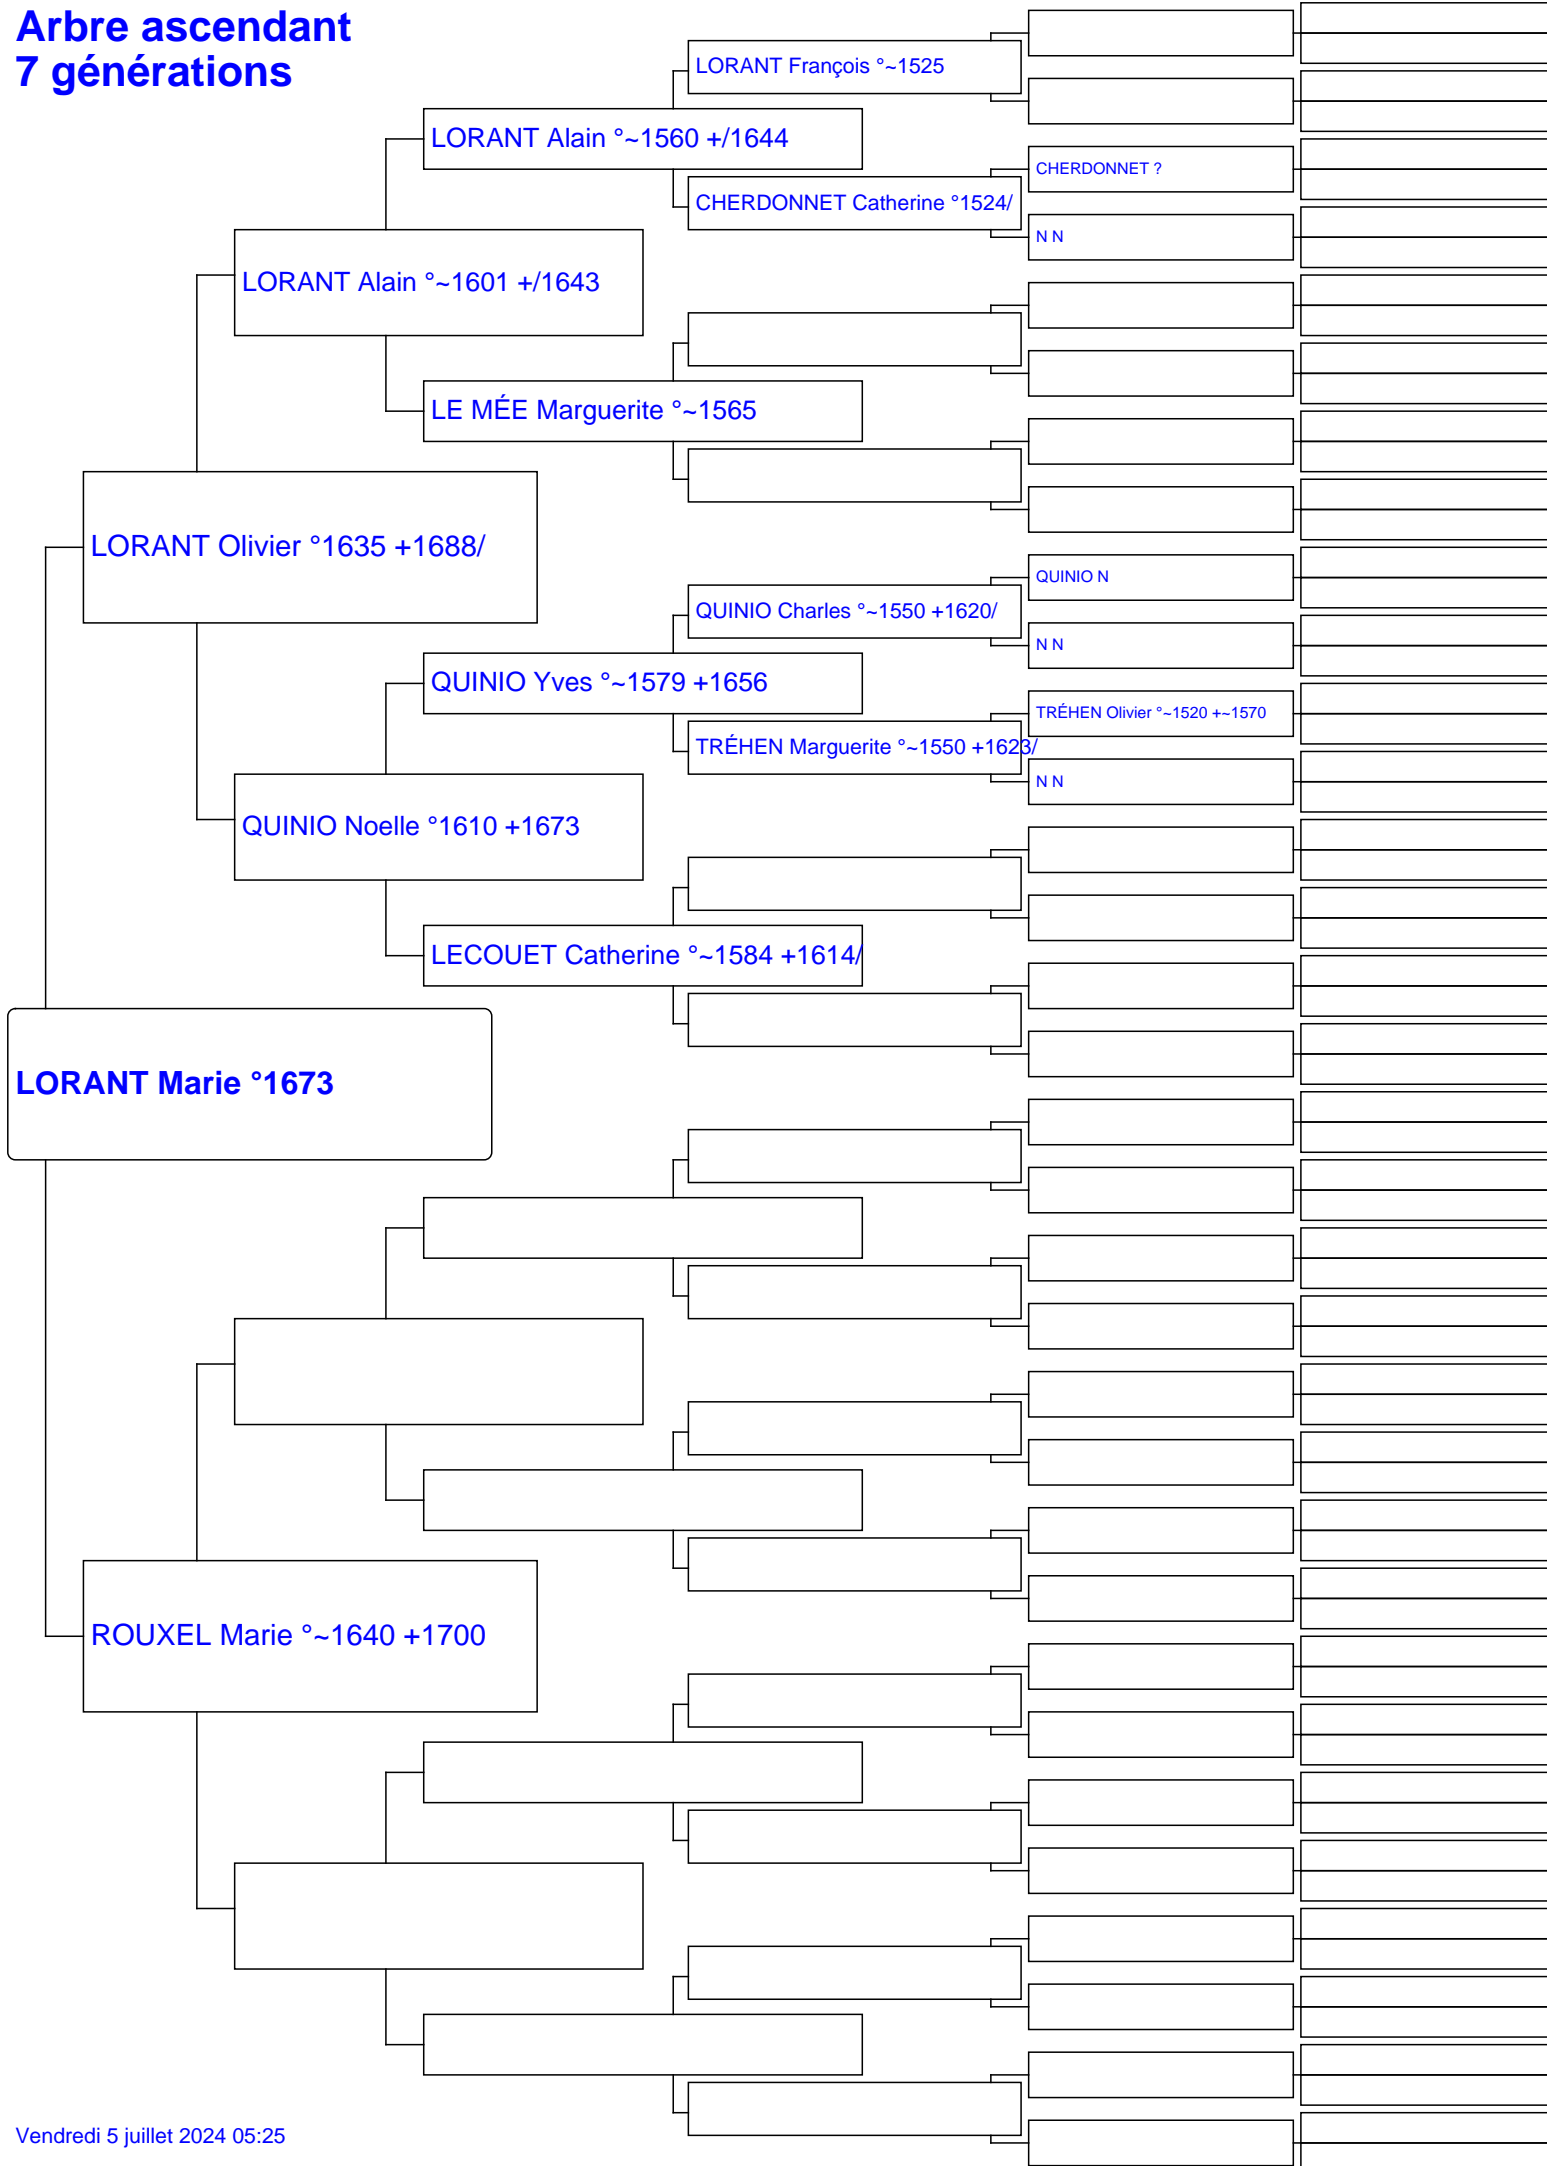 Arbre ascendant
7 générations
LORANT François °~1525
LORANT Alain °~1560 +/1644
CHERDONNET ?
CHERDONNET Catherine °1524/
N N
LORANT Alain °~1601 +/1643
LE MÉE Marguerite °~1565
LORANT Olivier °1635 +1688/
QUINIO N
QUINIO Charles °~1550 +1620/
N N
QUINIO Yves °~1579 +1656
TRÉHEN Olivier °~1520 +~1570
TRÉHEN Marguerite °~1550 +1623/
N N
QUINIO Noelle °1610 +1673
LECOUET Catherine °~1584 +1614/
LORANT Marie °1673
ROUXEL Marie °~1640 +1700
Vendredi 5 juillet 2024 05:25